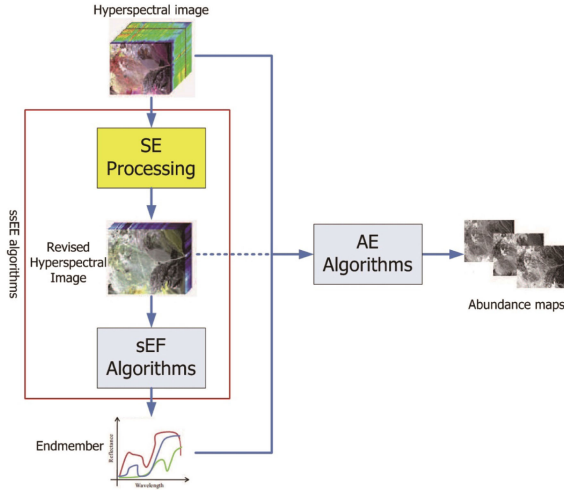 Hyperspectral image
SE
Processing
ssEE algorithms
Revised
Hyperspectral
Image
AE
Algorithms
Abundance maps
sEF
Algorithms
Endmember
Reflectance
Wavelength